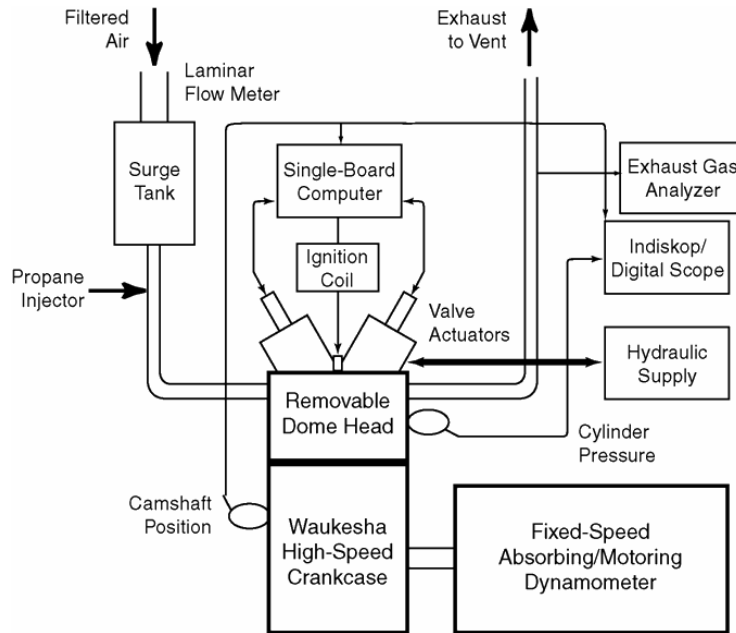 Filtered
Air
Exhaust
to Vent
Laminar
Flow Meter
Surge
Tank
Single-Board
Computer
Exhaust Gas
Analyzer
Ignition
Coil
Indiskop/
Digital Scope
Propane
Injector
Valve
Actuators
Hydraulic
Supply
Removable
Dome Head
Cylinder
Pressure
Camshaft
Position
Waukesha
High-Speed
Crankcase
Fixed-Speed
Absorbing/Motoring
Dynamometer